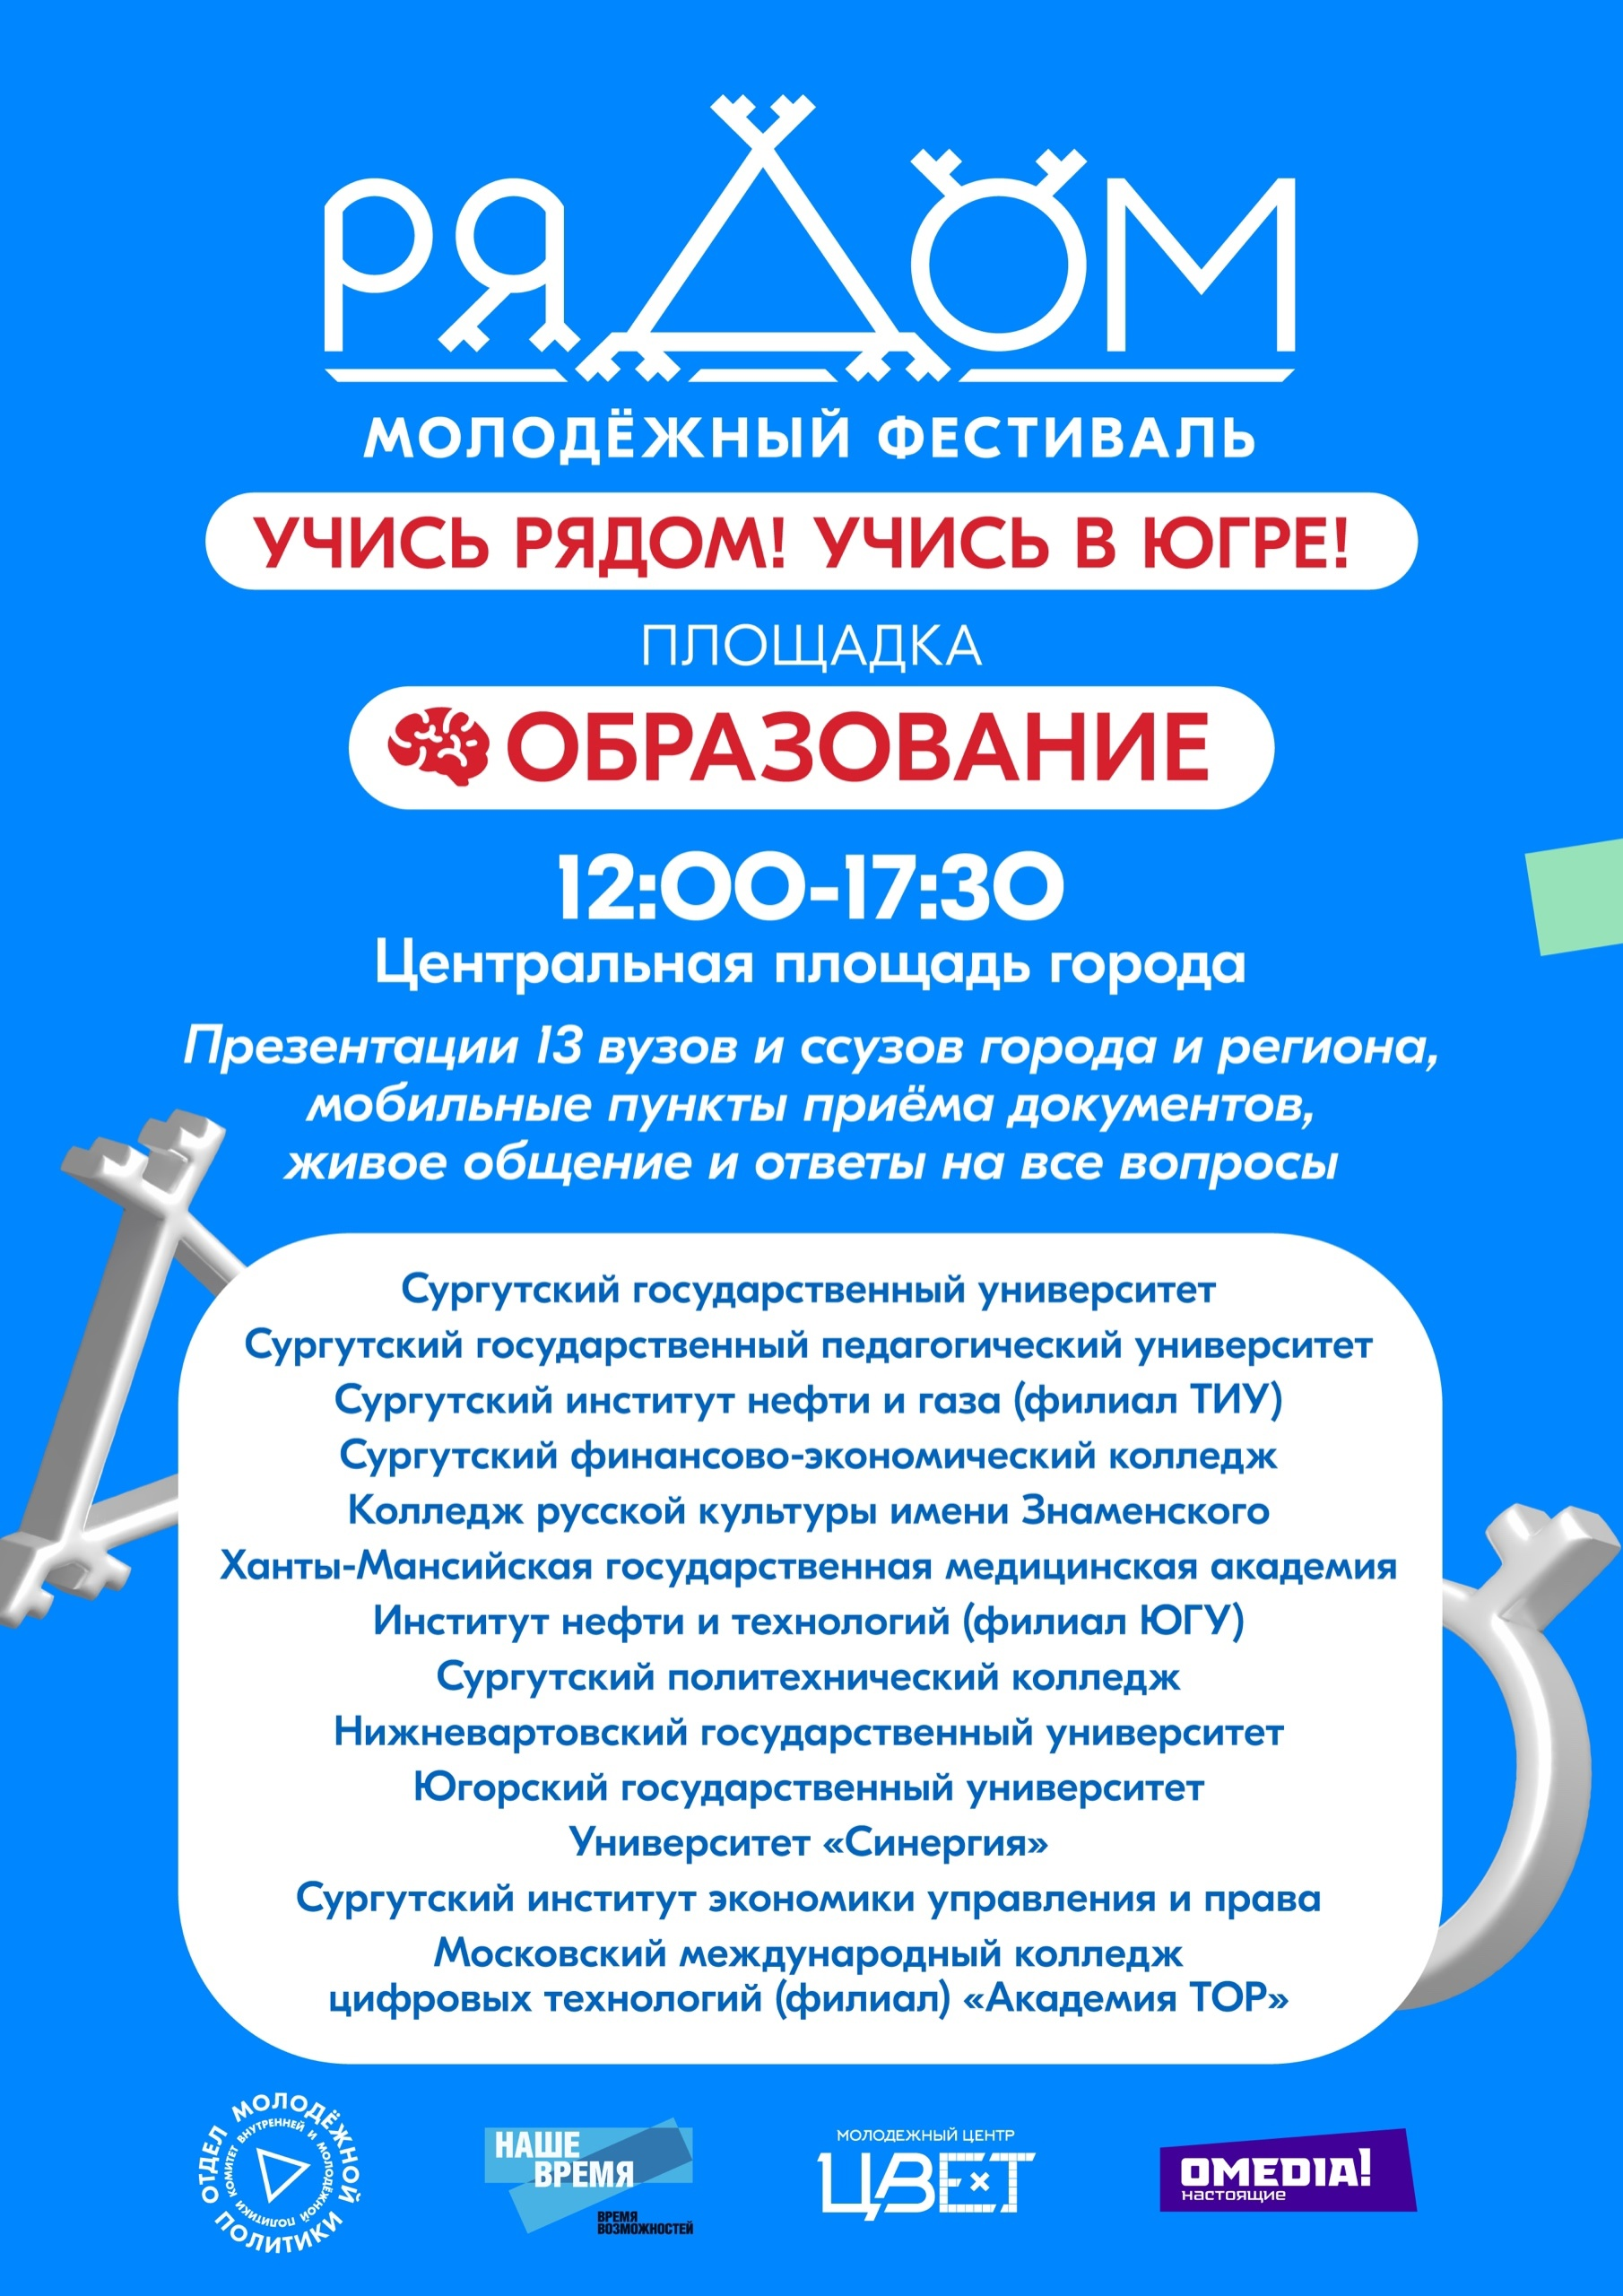 РЯДОМ
МОЛОДЁЖНЫЙ ФЕСТИВАЛЬ
УЧИСЬ РЯДОМ! УЧИСЬ В ЮГРЕ!
ПЛОЩАДКА
ОБРАЗОВАНИЕ
12:00-17:30
Центральная площадь города
Презентации 13 вузов и ссузов города и региона,
мобильные пункты приёма документов,
живое общение и ответы на все вопросы
Сургутский государственный университет
Сургутский государственный педагогический университет
Сургутский институт нефти и газа (филиал ТИУ)
Сургутский финансово-экономический колледж
Колледж русской культуры имени Знаменского
Ханты-Мансийская государственная медицинская академия
Институт нефти и технологий (филиал ЮГУ)
Сургутский политехнический колледж
Нижневартовский государственный университет
Югорский государственный университет
Университет «Синергия»
Сургутский институт экономики управления и права
Московский международный колледж
цифровых технологий (филиал) «Академия ТОР»
ОТДЕЛ МОЛОДЁЖНОЙ ПОЛИТИКИ
КОМИТЕТ ВНУТРЕННЕЙ И МОЛОДЁЖНОЙ ПОЛИТИКИ
НАШЕ
ВРЕМЯ
ВРЕМЯ
ВОЗМОЖНОСТЕЙ
МОЛОДЕЖНЫЙ ЦЕНТР
ЦВЕТ
OMEDIA!
настоящие